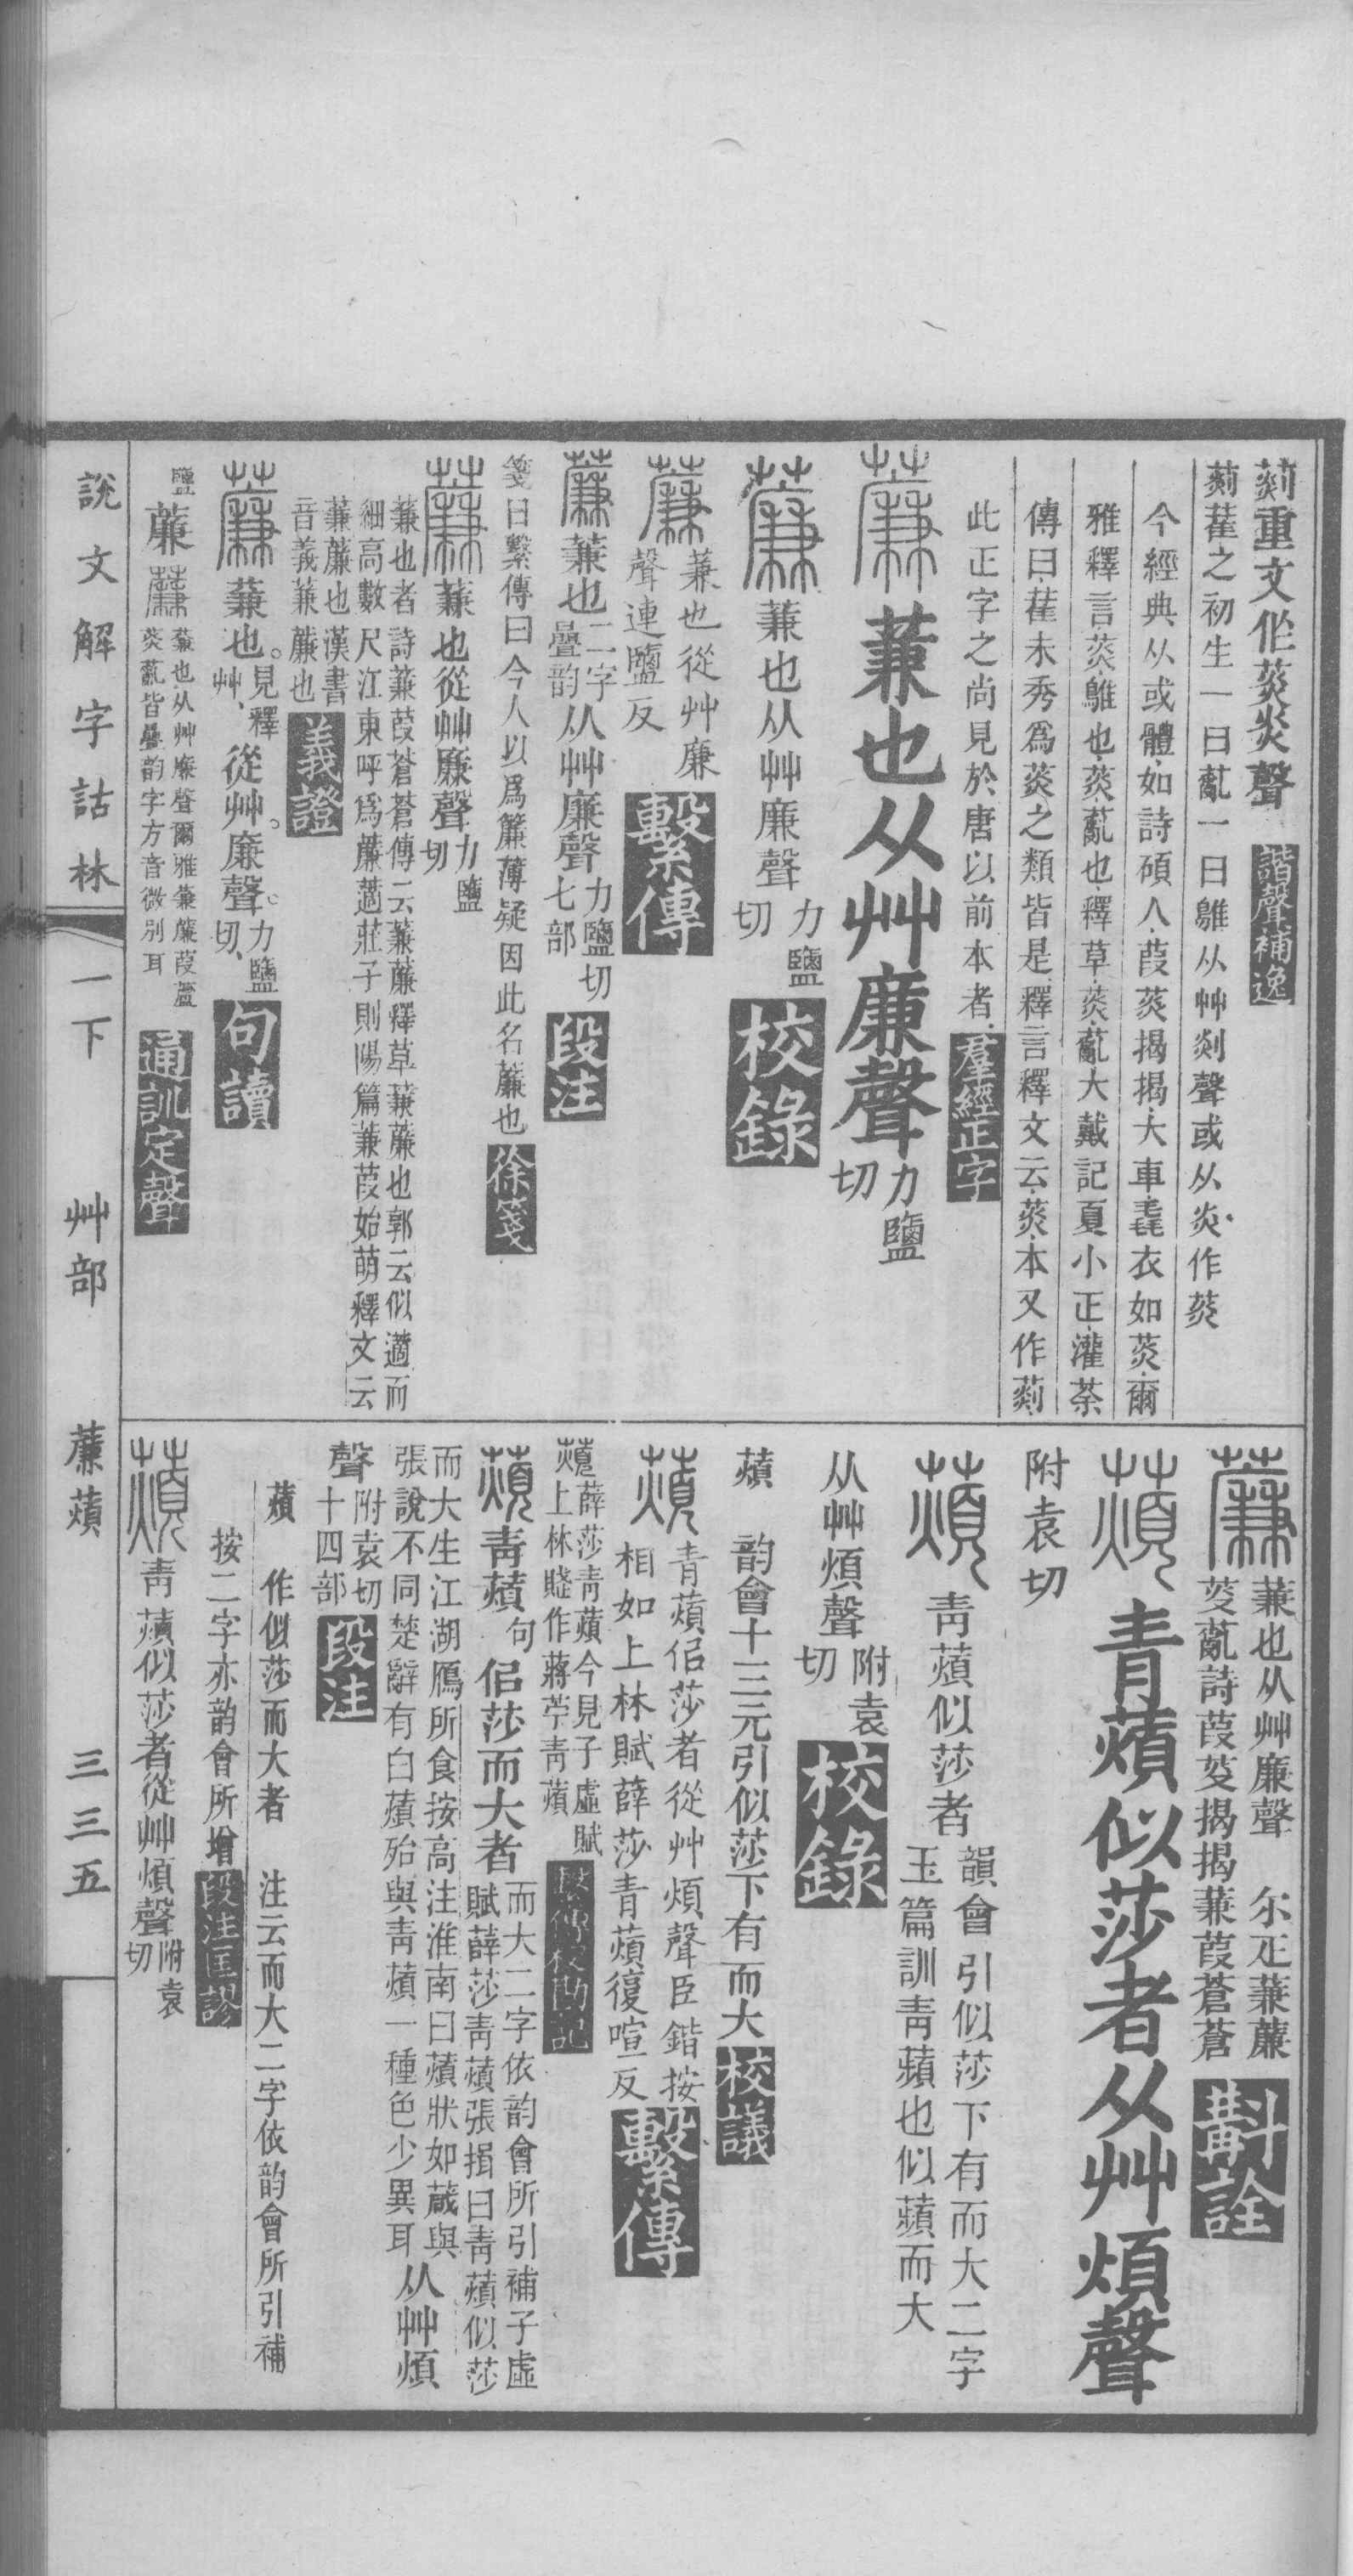 䓹重文作菼炎聲 諧聲補逸
䓹萑之初生一曰薍一曰鵻从艸剡聲或从炎作菼
今經典从或體如詩碩人葭菼揭揭大車毳衣如菼爾
雅釋言菼鵻也菼薍也釋草菼薍大戴記夏小正灌荼
傳曰萑未秀爲菼之類皆是釋言釋文云菼本又作䓹
此正字之尚見於唐以前本者 羣經正字
薕 蒹也从艸廉聲 力鹽切
薕 蒹也从艸廉聲 力鹽切 校錄
薕 蒹也從艸廉聲連鹽反 繫傳
薕 蒹也 二字疊韵 从艸廉聲 力鹽切七部 段注
箋曰繫傳曰今人以爲簾薄疑因此名薕也 徐箋
薕 蒹也從艸廉聲 力鹽切
蒹也者詩蒹葭蒼蒼傳云蒹薕釋草蒹薕也郭云似藡而
細高數尺江東呼爲薕藡莊子則陽篇蒹葭始萌釋文云
蒹薕也漢書
音義蒹薕也 義證
薕 蒹也。見釋艸、從艸。廉聲。力鹽切、 句讀
鹽 薕 薕 蒹也从艸廉聲爾雅蒹薕葭蘆
菼薍皆疊韵字方音微別耳 通訓定聲
薕 蒹也从艸廉聲 尓疋蒹薕
菼薍詩葭菼揭揭蒹葭蒼蒼 斠詮
薠 青薠似莎者从艸煩聲
附袁切
薠 青薠似莎者 韻會引似莎下有而大二字
玉篇訓青蘋也似蘋而大
从艸煩聲 附袁切 校錄
薠 韵會十三元引似莎下有而大 校議
薠 青薠佀莎者從艸煩聲臣鍇按
相如上林賦薛莎青薠復喧反 繫傳
薠 薛莎青薠今見子虛賦
上林賦作蔣芧青薠 繫傳校勘記
薠 青薠 句 佀莎而大者 而大二字依韵會所引補子虛
賦薛莎青薠張揖曰青薠似莎
而大生江湖鴈所食按高注淮南曰薠狀如葴與
張說不同楚辭有白薠殆與青薠一種色少異耳 从艸煩
聲 附袁切十四部 段注
薠 作似莎而大者 注云而大二字依韵會所引補
按二字亦韵會所增 段注匡謬
薠 青薠似莎者從艸煩聲 附袁切
說文解字詁林 一下 艸部 薕薠 三三五